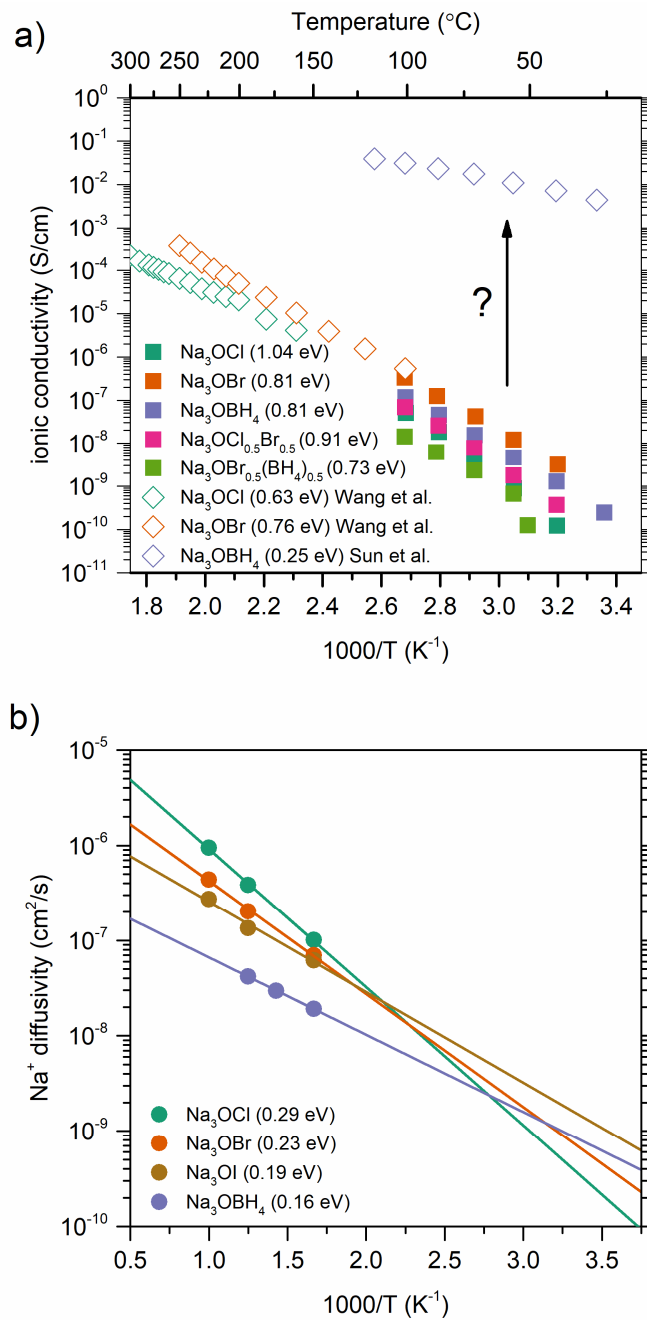 a)
Temperature (°C)
300 250 200 150 100 50
10⁰
10⁻¹
10⁻²
10⁻³
10⁻⁴
10⁻⁵
10⁻⁶
10⁻⁷
10⁻⁸
10⁻⁹
10⁻¹⁰
10⁻¹¹
ionic conductivity (S/cm)
?
Na₃OCl (1.04 eV)
Na₃OBr (0.81 eV)
Na₃OBH₄ (0.81 eV)
Na₃OCl₀.₅Br₀.₅ (0.91 eV)
Na₃OBr₀.₅(BH₄)₀.₅ (0.73 eV)
Na₃OCl (0.63 eV) Wang et al.
Na₃OBr (0.76 eV) Wang et al.
Na₃OBH₄ (0.25 eV) Sun et al.
1.8 2.0 2.2 2.4 2.6 2.8 3.0 3.2 3.4
1000/T (K⁻¹)
b)
10⁻⁵
10⁻⁶
10⁻⁷
10⁻⁸
10⁻⁹
10⁻¹⁰
Na⁺ diffusivity (cm²/s)
Na₃OCl (0.29 eV)
Na₃OBr (0.23 eV)
Na₃OI (0.19 eV)
Na₃OBH₄ (0.16 eV)
0.5 1.0 1.5 2.0 2.5 3.0 3.5
1000/T (K⁻¹)